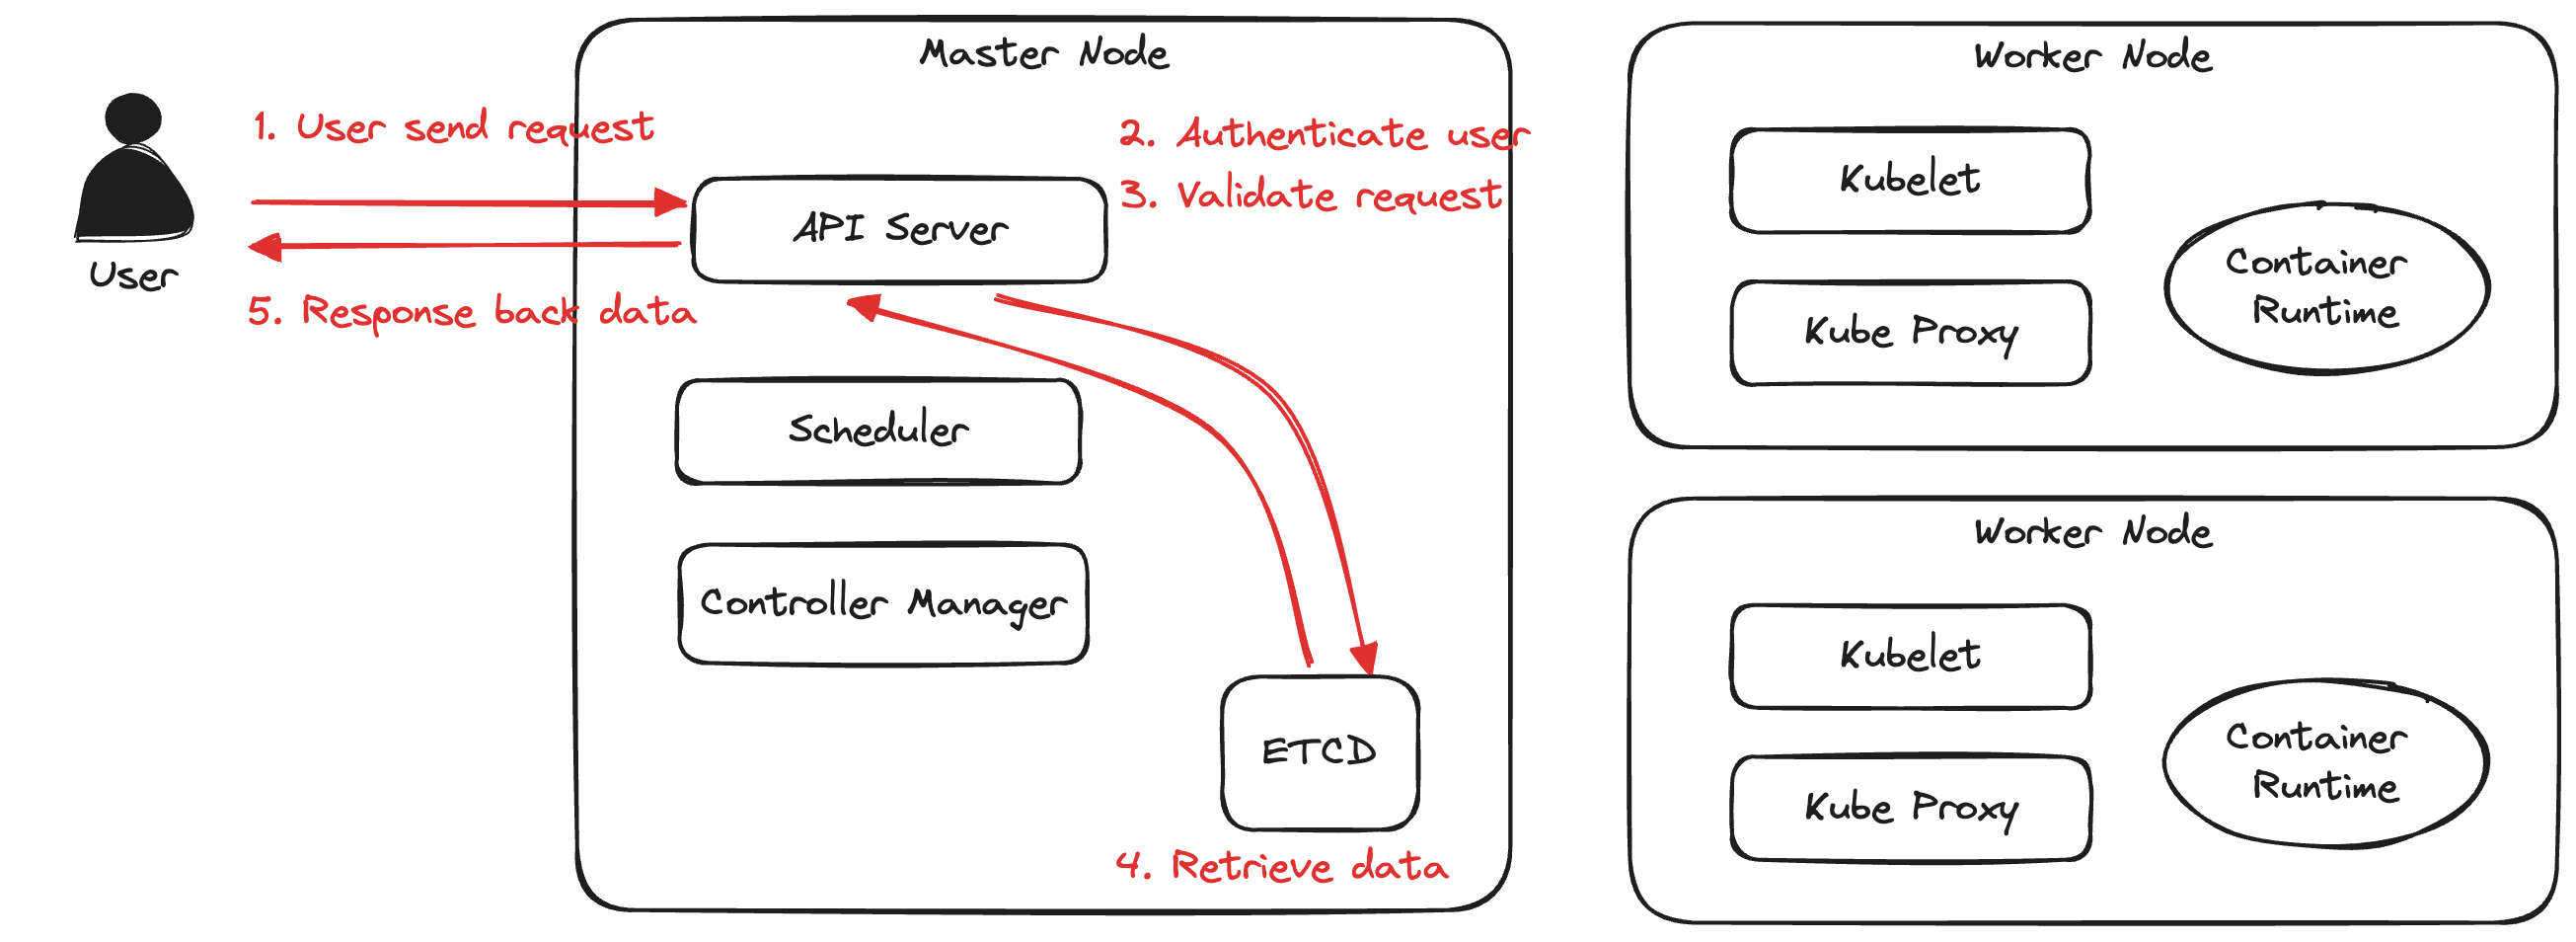 Master Node
1. User send request
2. Authenticate user
3. Validate request
API Server
User
5. Response back data
Scheduler
Controller Manager
ETCD
4. Retrieve data
Worker Node
Kubelet
Kube Proxy
Container
Runtime
Worker Node
Kubelet
Kube Proxy
Container
Runtime